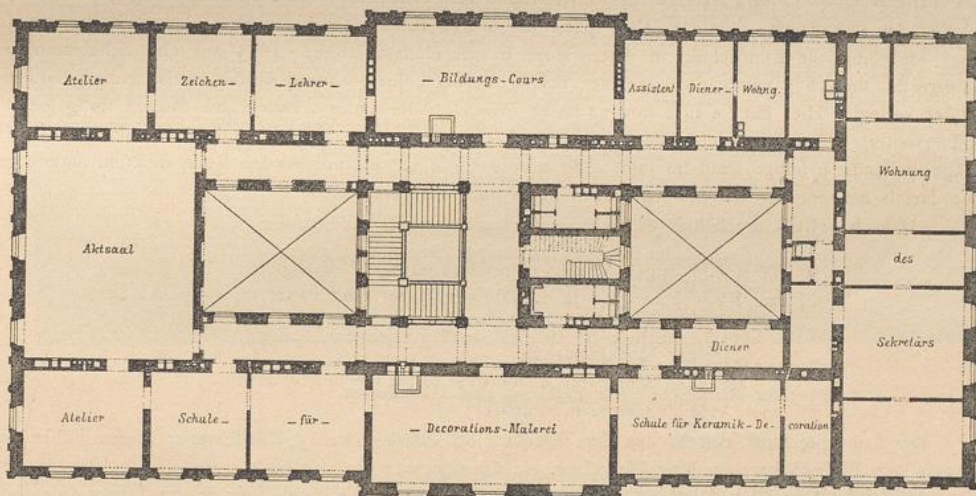 Atelier
Zeichen-
- Lehrer -
- Bildungs-Cours
Assistent
Diener-
Wohng.
Wohnung
Aktsaal
des
Diener
Sekretärs
Atelier
Schule -
- für -
- Decorations-Malerei
Schule für Keramik-De-
coration